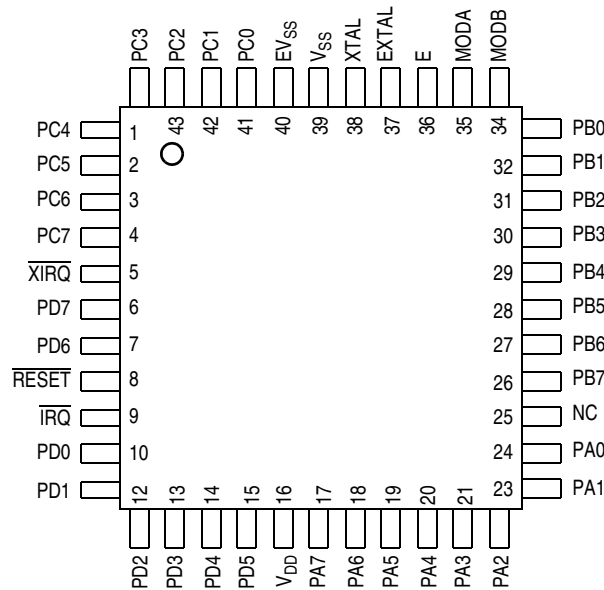 PC3 PC2 PC1 PC0 EVSS VSS XTAL EXTAL E MODA MODB
43 42 41 40 39 38 37 36 35 34
PC4 1 PB0
PC5 2 32 PB1
PC6 3 31 PB2
PC7 4 30 PB3
XIRQ 5 29 PB4
PD7 6 28 PB5
PD6 7 27 PB6
RESET 8 26 PB7
IRQ 9 25 NC
PD0 10 24 PA0
PD1 23 PA1
12 13 14 15 16 17 18 19 20 21
PD2 PD3 PD4 PD5 VDD PA7 PA6 PA5 PA4 PA3 PA2